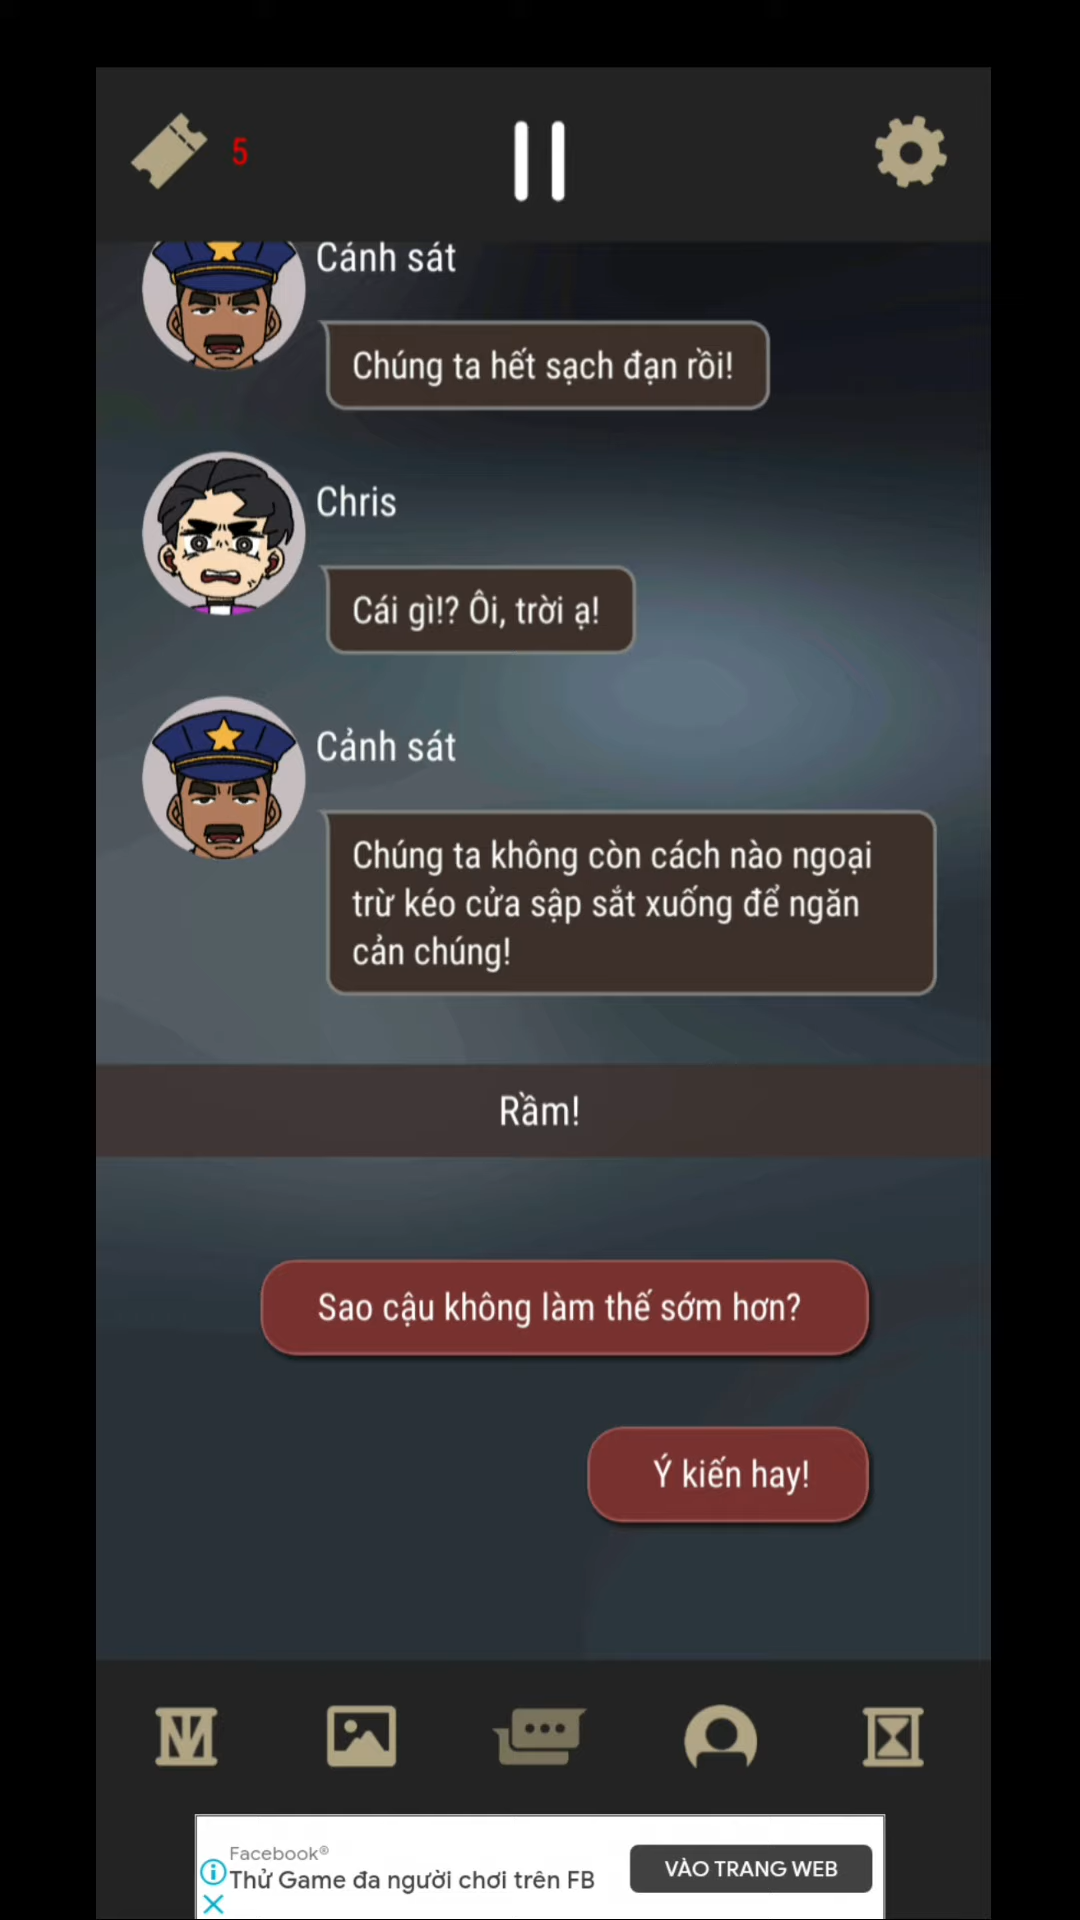 5
Cảnh sát
Chúng ta hết sạch đạn rồi!
Chris
Cái gì!? Ôi, trời ạ!
Cảnh sát
Chúng ta không còn cách nào ngoại
trừ kéo cửa sập sắt xuống để ngăn
cản chúng!
Rầm!
Sao cậu không làm thế sớm hơn?
Ý kiến hay!
Facebook®
Thử Game đa người chơi trên FB
VÀO TRANG WEB